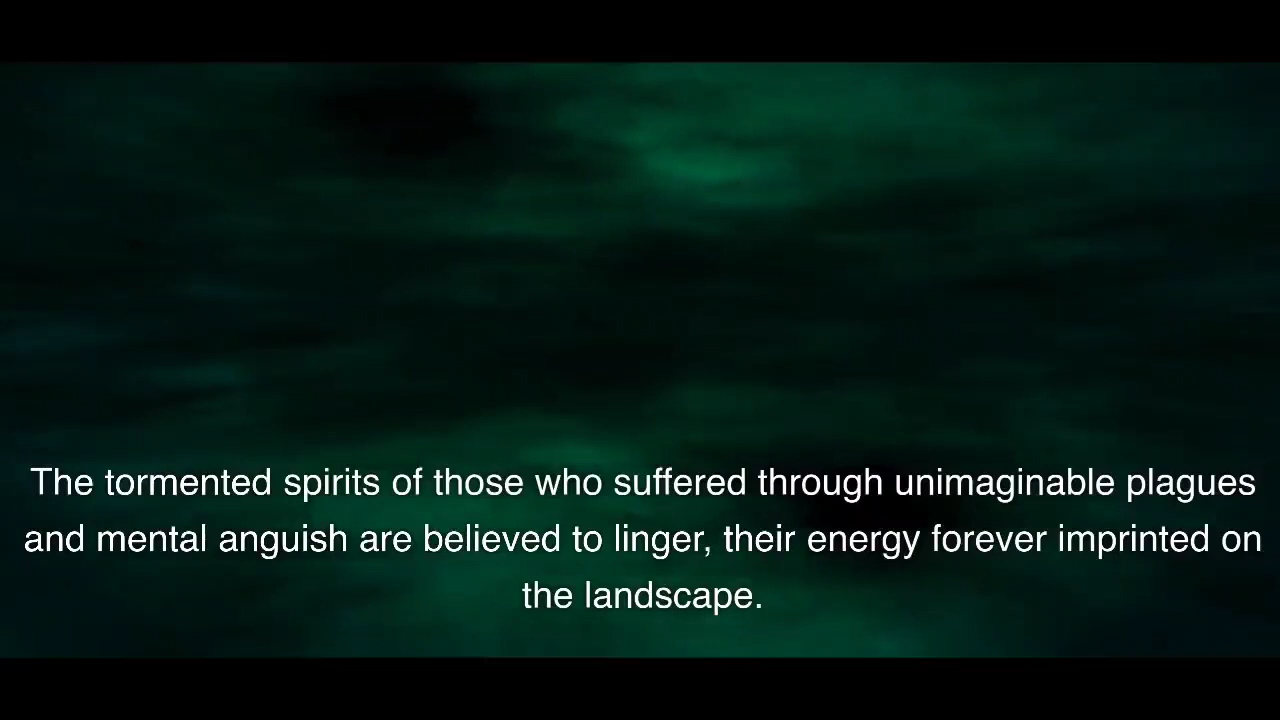 The tormented spirits of those who suffered through unimaginable plagues
and mental anguish are believed to linger, their energy forever imprinted on
the landscape.